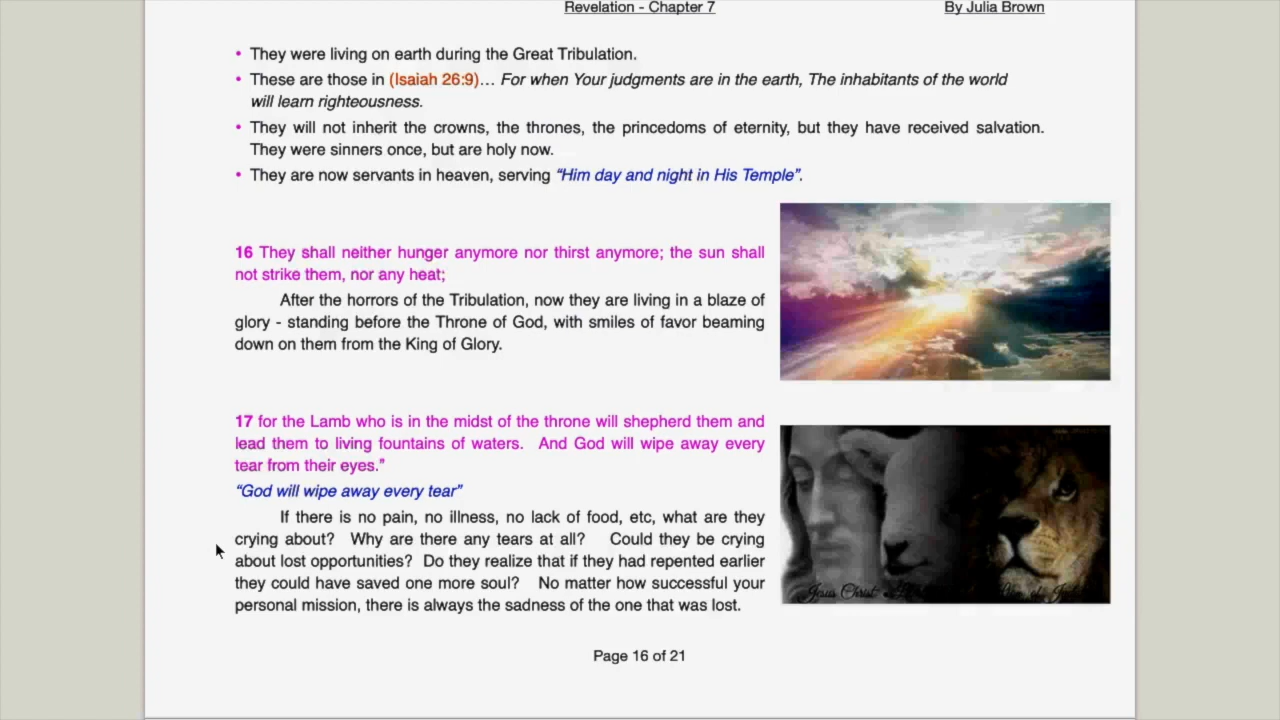 Revelation - Chapter 7 By Julia Brown
• They were living on earth during the Great Tribulation.
• These are those in (Isaiah 26:9)… For when Your judgments are in the earth, The inhabitants of the world
will learn righteousness.
• They will not inherit the crowns, the thrones, the princedoms of eternity, but they have received salvation.
They were sinners once, but are holy now.
• They are now servants in heaven, serving “Him day and night in His Temple”.
16 They shall neither hunger anymore nor thirst anymore; the sun shall
not strike them, nor any heat;
After the horrors of the Tribulation, now they are living in a blaze of
glory - standing before the Throne of God, with smiles of favor beaming
down on them from the King of Glory.
17 for the Lamb who is in the midst of the throne will shepherd them and
lead them to living fountains of waters. And God will wipe away every
tear from their eyes.”
“God will wipe away every tear”
If there is no pain, no illness, no lack of food, etc, what are they
crying about? Why are there any tears at all? Could they be crying
about lost opportunities? Do they realize that if they had repented earlier
they could have saved one more soul? No matter how successful your
personal mission, there is always the sadness of the one that was lost.
Jesus Christ
Page 16 of 21